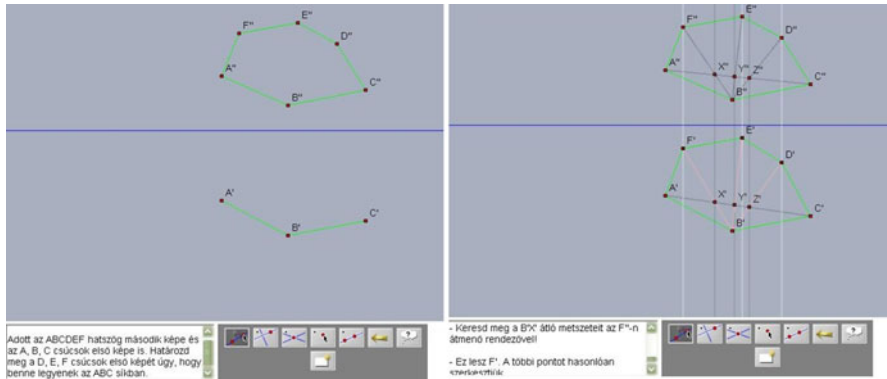 E"
F"
D"
A"
C"
B"
A'
C'
B'
Adott az ABCDEF hatszög második képe és
az A, B, C csúcsok első képe is. Határozd
meg a D, E, F csúcsok első képét úgy, hogy
benne legyenek az ABC síkban.
E"
F"
D"
A"
X"
Y"
Z"
C"
B"
E'
F'
D'
A'
X'
Y'
Z'
C'
B'
- Keresd meg a B'X' átló metszeteit az F"-n
átmenő rendezővel!
- Ez lesz F'. A többi pontot hasonlóan
szerkesztjük.